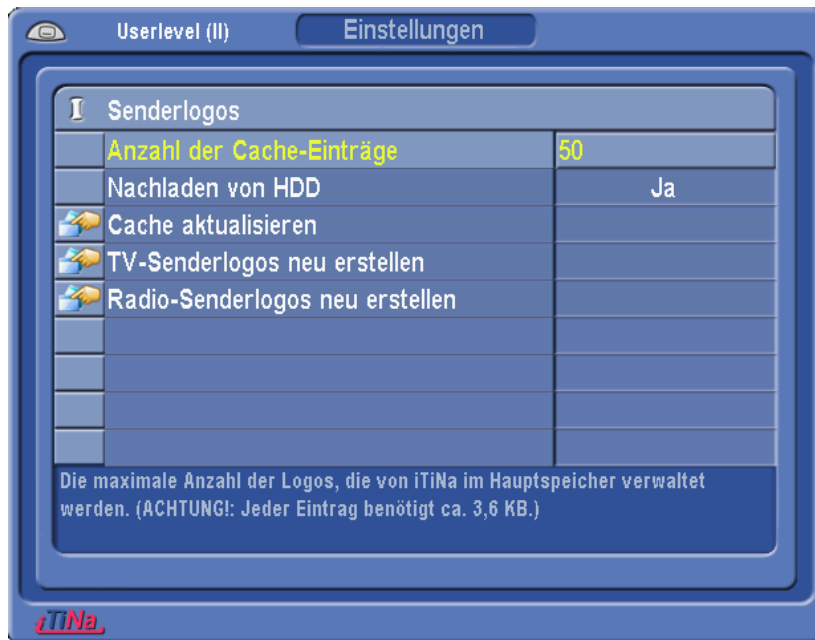 Userlevel (II)
Einstellungen
Senderlogos
Anzahl der Cache-Einträge 50
Nachladen von HDD Ja
Cache aktualisieren
TV-Senderlogos neu erstellen
Radio-Senderlogos neu erstellen
Die maximale Anzahl der Logos, die von iTiNa im Hauptspeicher verwaltet
werden. (ACHTUNG!: Jeder Eintrag benötigt ca. 3,6 KB.)
iTiNa